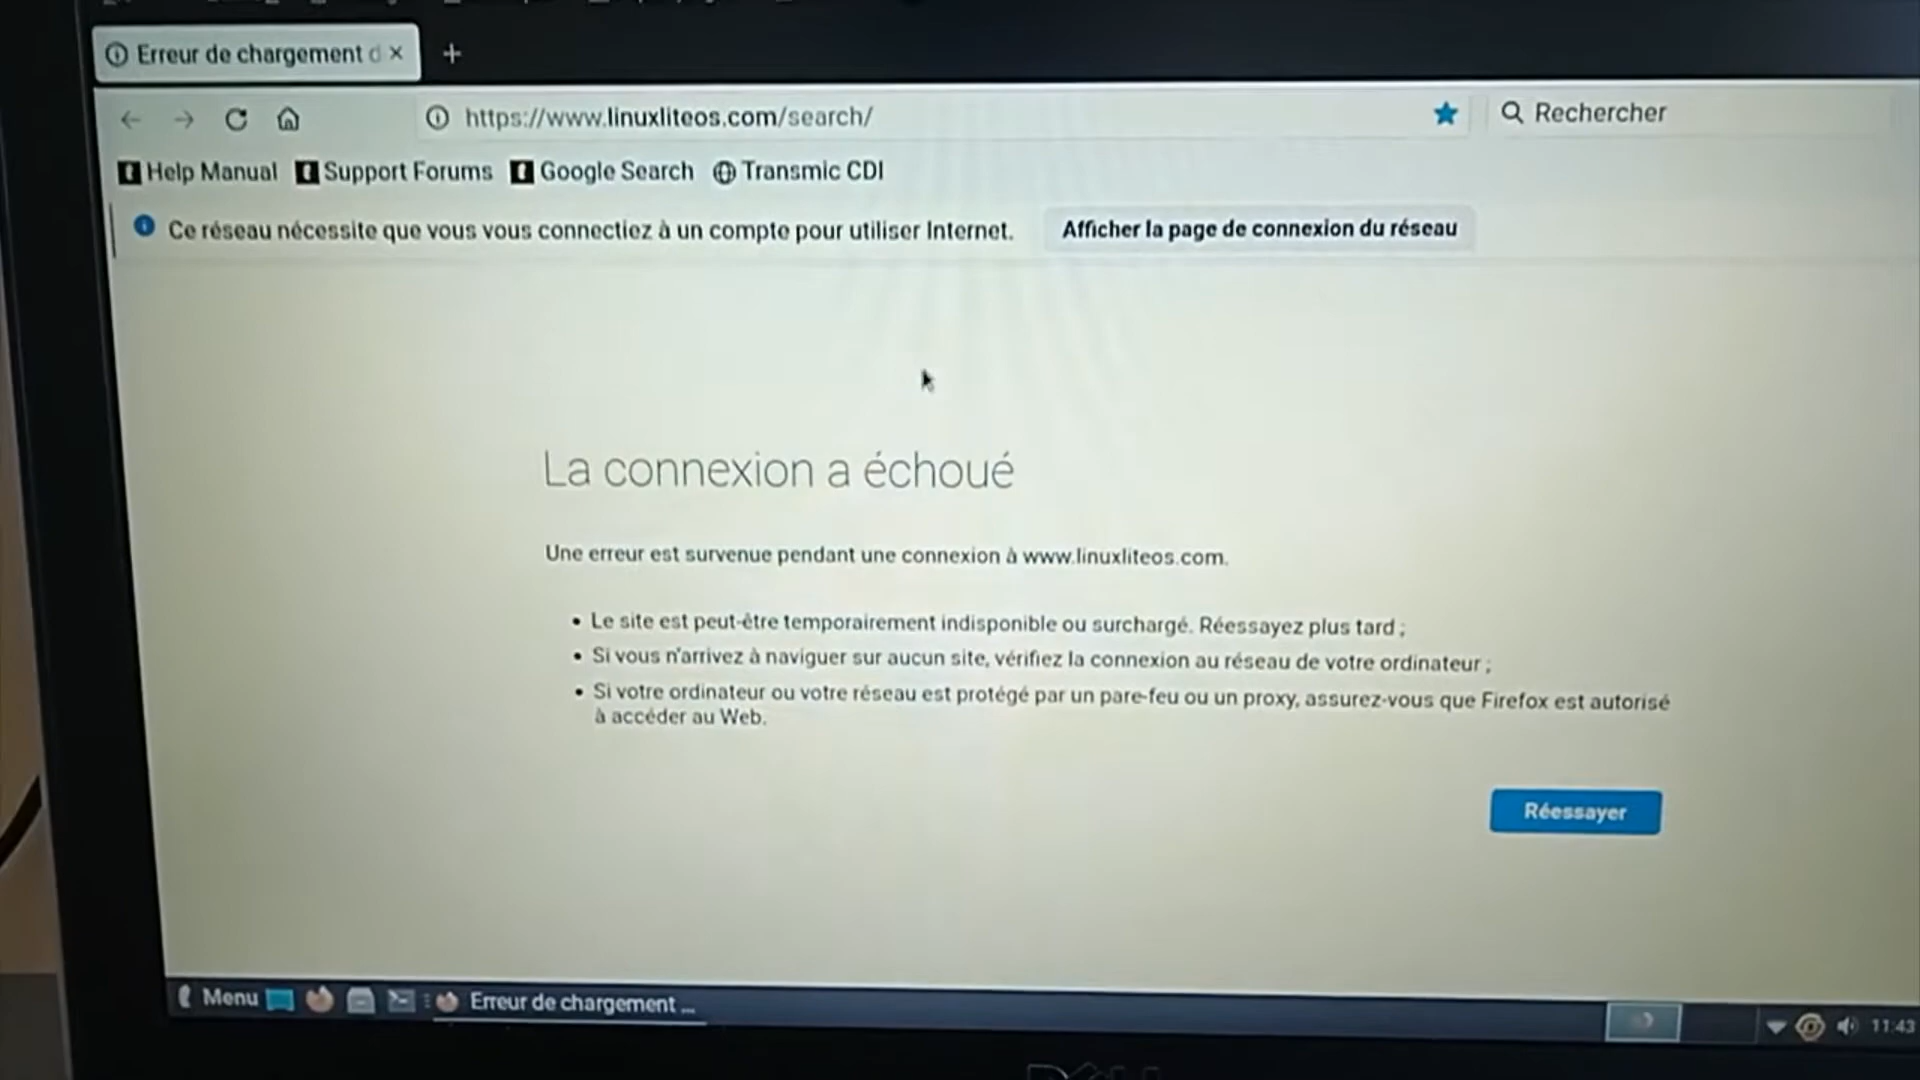 Erreur de chargement d
https://www.linuxliteos.com/search/
Rechercher
Help Manual Support Forums Google Search Transmic CDI
Ce réseau nécessite que vous vous connectiez à un compte pour utiliser Internet. Afficher la page de connexion du réseau
La connexion a échoué
Une erreur est survenue pendant une connexion à www.linuxliteos.com.
• Le site est peut-être temporairement indisponible ou surchargé. Réessayez plus tard ;
• Si vous n'arrivez à naviguer sur aucun site, vérifiez la connexion au réseau de votre ordinateur ;
• Si votre ordinateur ou votre réseau est protégé par un pare-feu ou un proxy, assurez-vous que Firefox est autorisé
à accéder au Web.
Réessayer
Menu Erreur de chargement ... 11:43